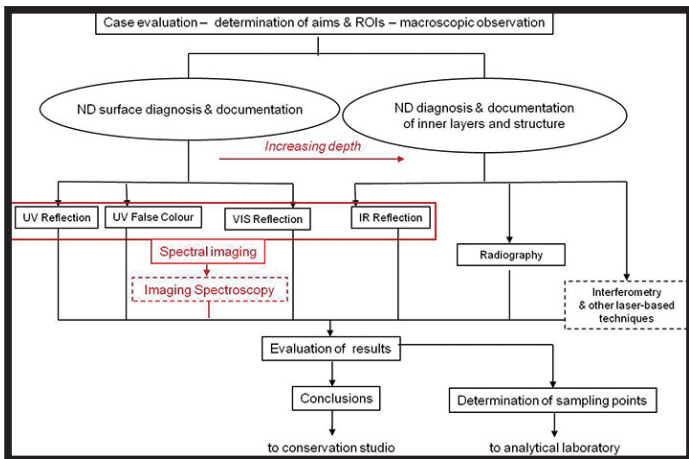 Case evaluation – determination of aims & ROIs – macroscopic observation
ND surface diagnosis & documentation
ND diagnosis & documentation
of inner layers and structure
Increasing depth
UV Reflection
UV False Colour
VIS Reflection
IR Reflection
Spectral imaging
Radiography
Imaging Spectroscopy
Interferometry
& other laser-based
techniques
Evaluation of results
Conclusions
Determination of sampling points
to conservation studio
to analytical laboratory